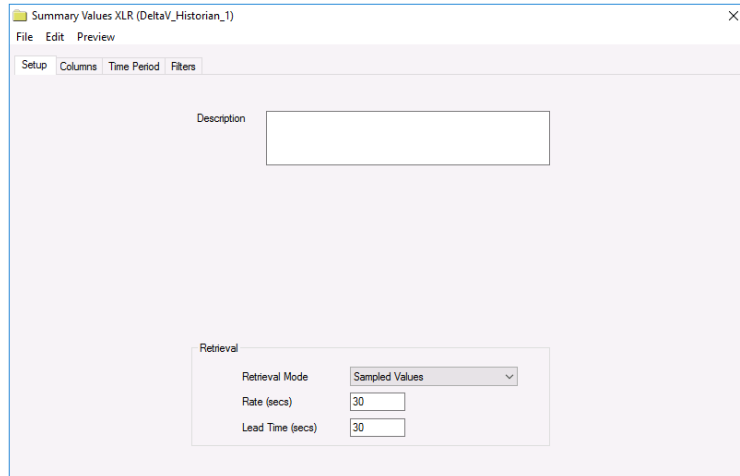 Summary Values XLR (DeltaV_Historian_1)
File Edit Preview
Setup Columns Time Period Filters
Description
Retrieval
Retrieval Mode Sampled Values
Rate (secs) 30
Lead Time (secs) 30